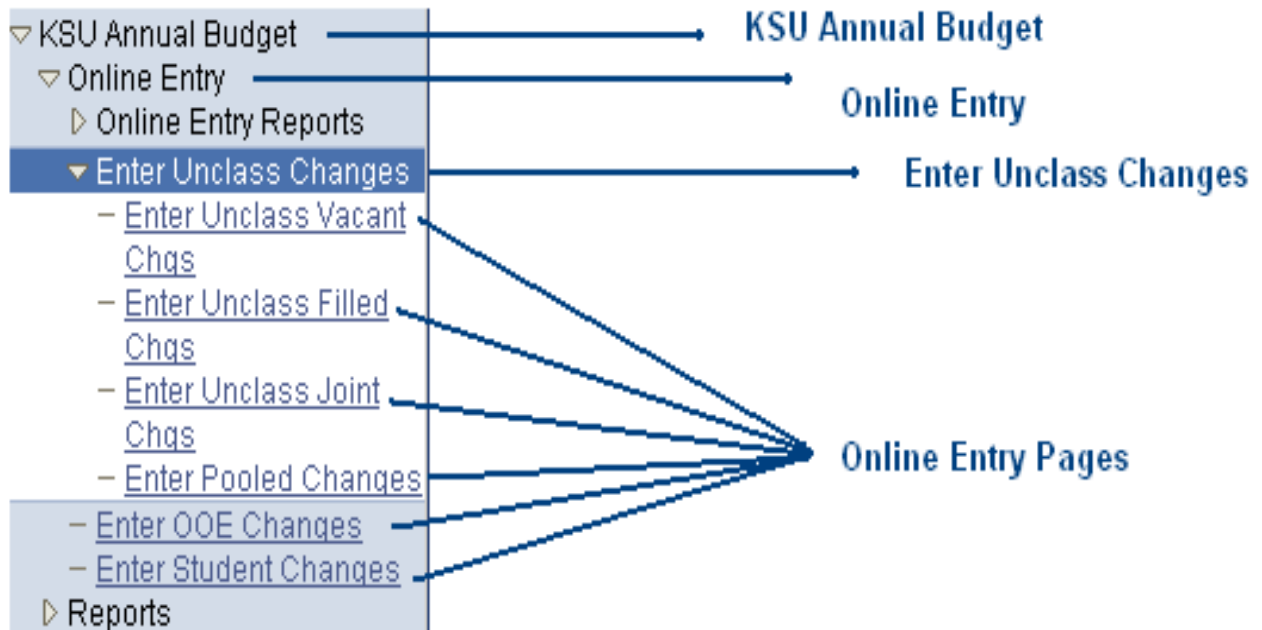 KSU Annual Budget
KSU Annual Budget
Online Entry
Online Entry
Online Entry Reports
Enter Unclass Changes
Enter Unclass Changes
Enter Unclass Vacant
Chgs
Enter Unclass Filled
Chgs
Enter Unclass Joint
Chgs
Enter Pooled Changes
Online Entry Pages
Enter OOE Changes
Enter Student Changes
Reports